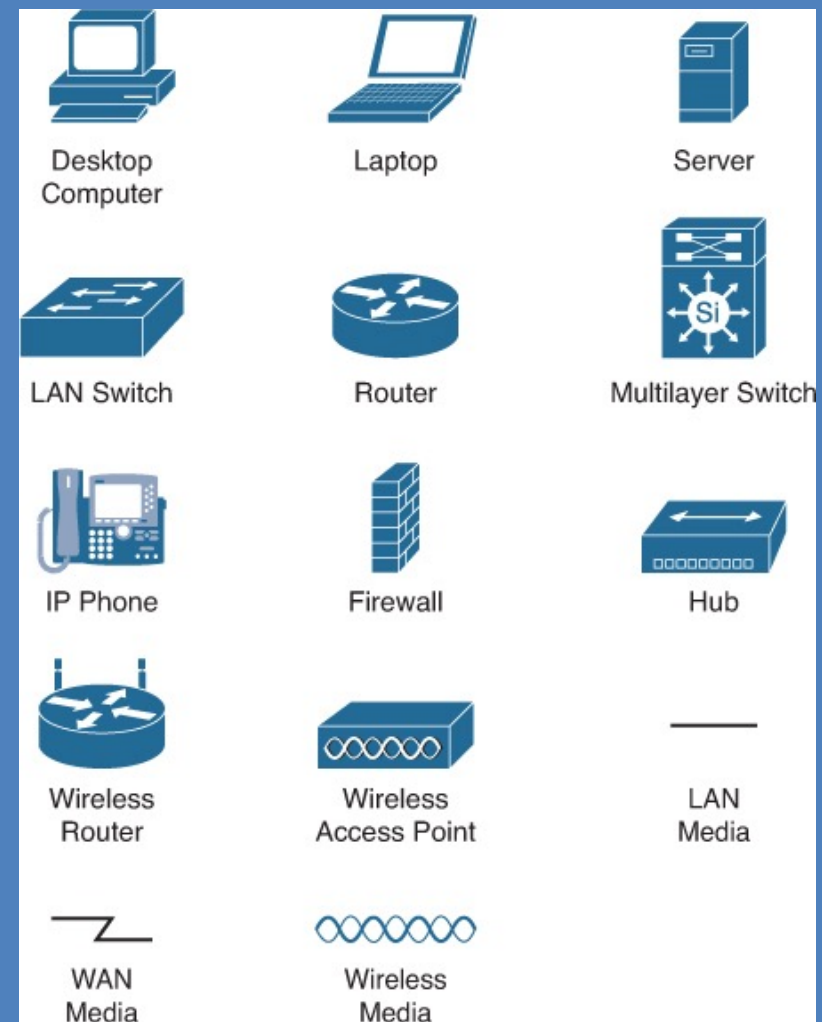 Desktop
Computer
Laptop
Server
LAN Switch
Router
Si
Multilayer Switch
IP Phone
Firewall
Hub
Wireless
Router
Wireless
Access Point
LAN
Media
WAN
Media
Wireless
Media